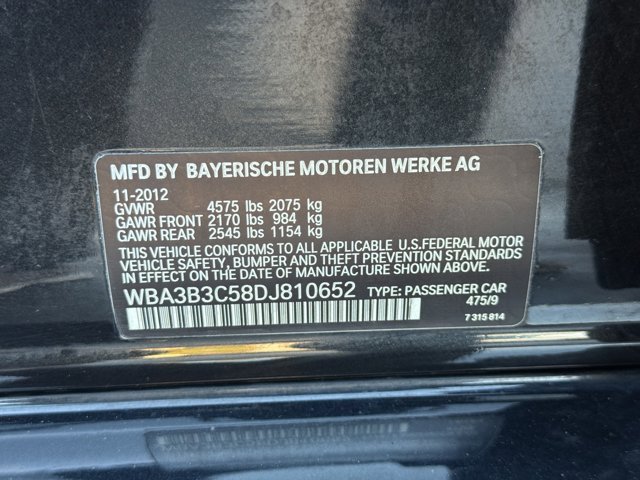 MFD BY BAYERISCHE MOTOREN WERKE AG
11-2012
GVWR 4575 lbs 2075 kg
GAWR FRONT 2170 lbs 984 kg
GAWR REAR 2545 lbs 1154 kg
THIS VEHICLE CONFORMS TO ALL APPLICABLE U.S.FEDERAL MOTOR
VEHICLE SAFETY, BUMPER AND THEFT PREVENTION STANDARDS
IN EFFECT ON THE DATE OF MANUFACTURE SHOWN ABOVE.
WBA3B3C58DJ810652 TYPE: PASSENGER CAR
475/9
7 315 814